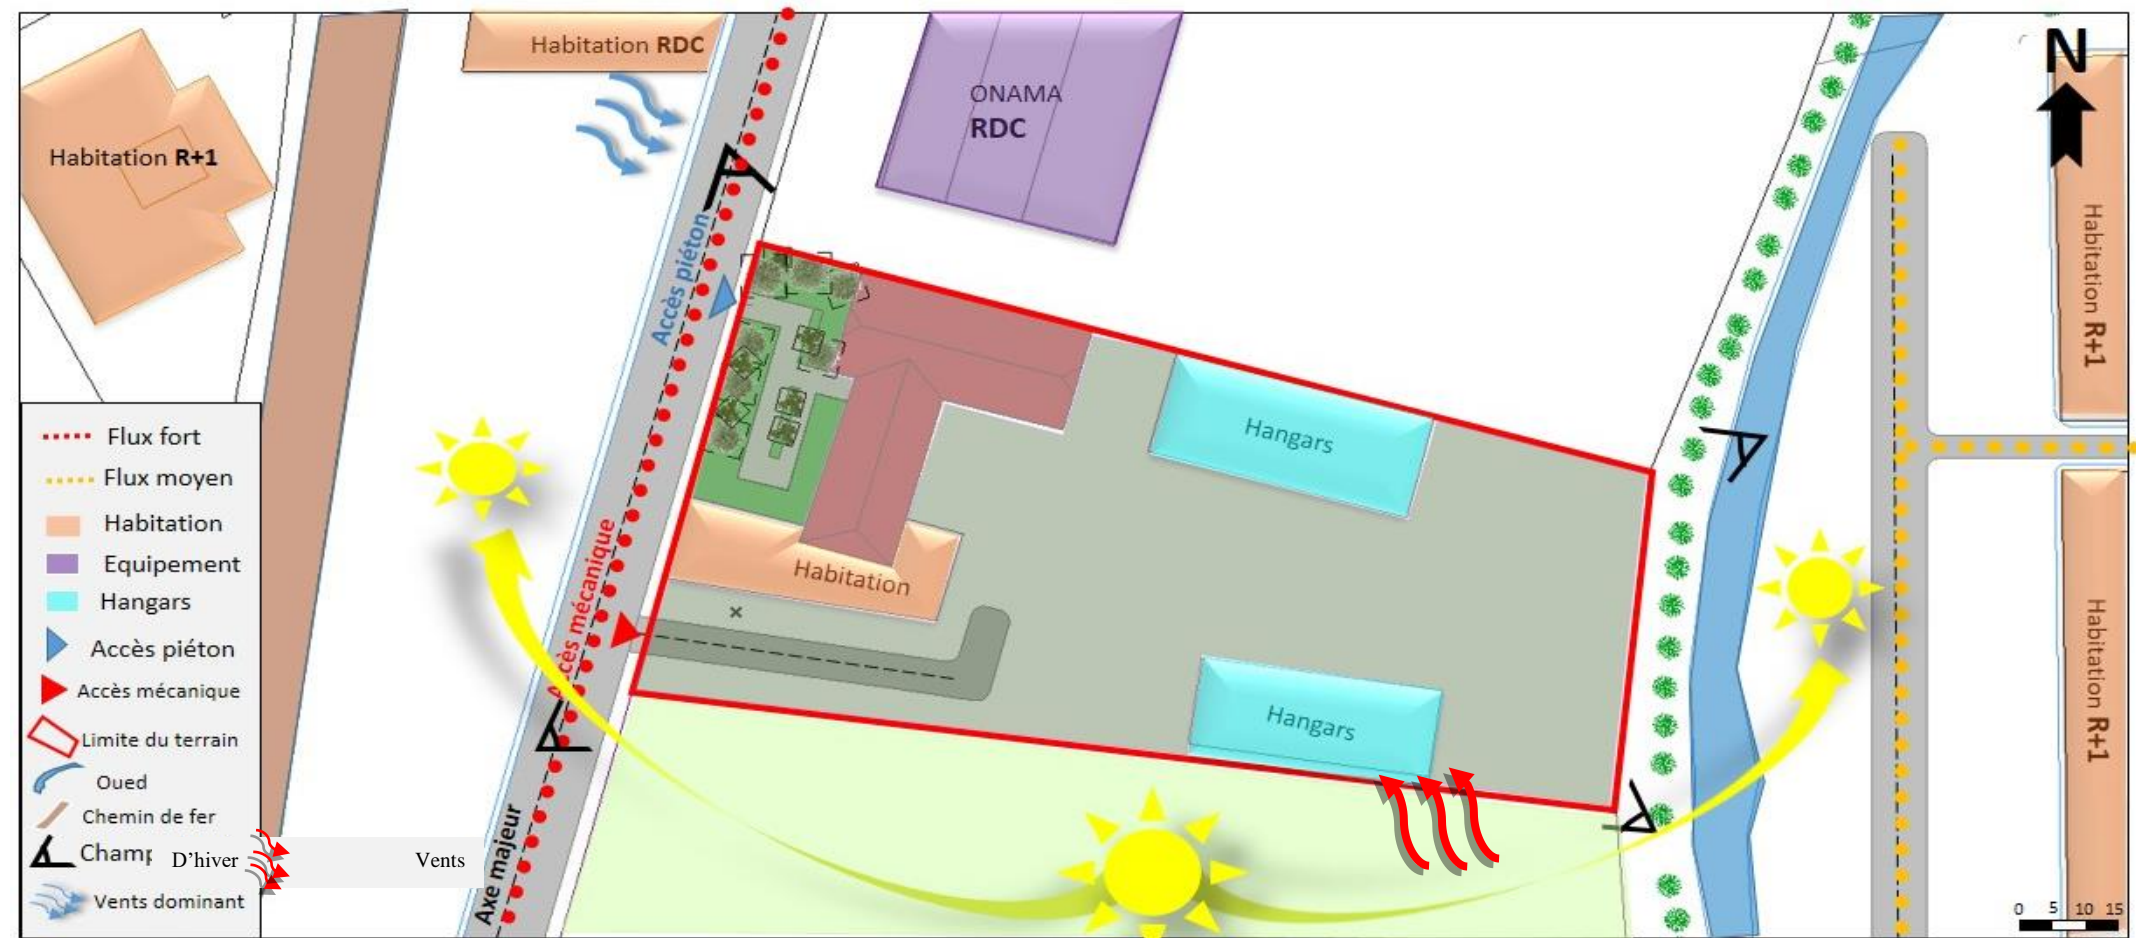 Habitation RDC
N
ONAMA
RDC
Habitation R+1
Accès piéton
Habitation R+1
Hangars
Flux fort
Flux moyen
Habitation
Equipement
Hangars
Accès piéton
Accès mécanique
Limite du terrain
Oued
Chemin de fer
Champ
D'hiver
Vents
Vents dominant
Accès mécanique
Habitation
Hangars
Habitation R+1
Axe majeur
0 5 10 15